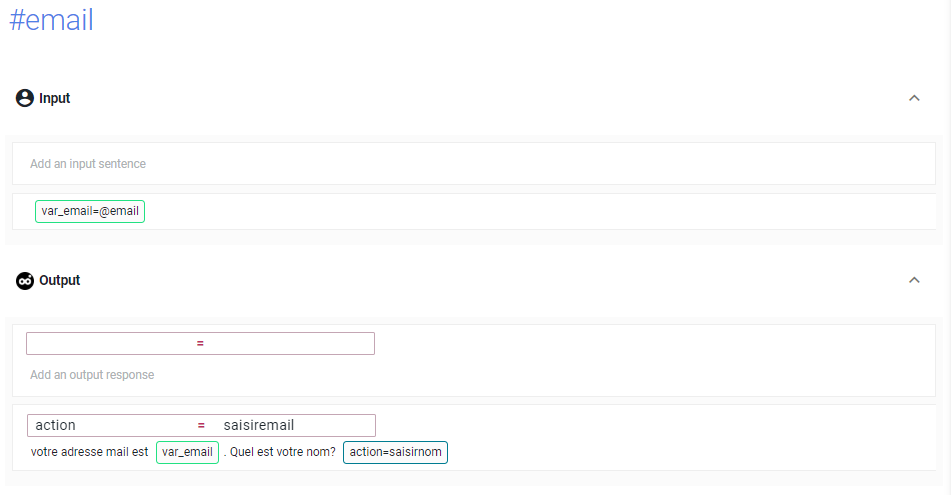 #email
Input
Add an input sentence
var_email=@email
Output
=
Add an output response
action = saisiremail
votre adresse mail est var_email . Quel est votre nom? action=saisirnom